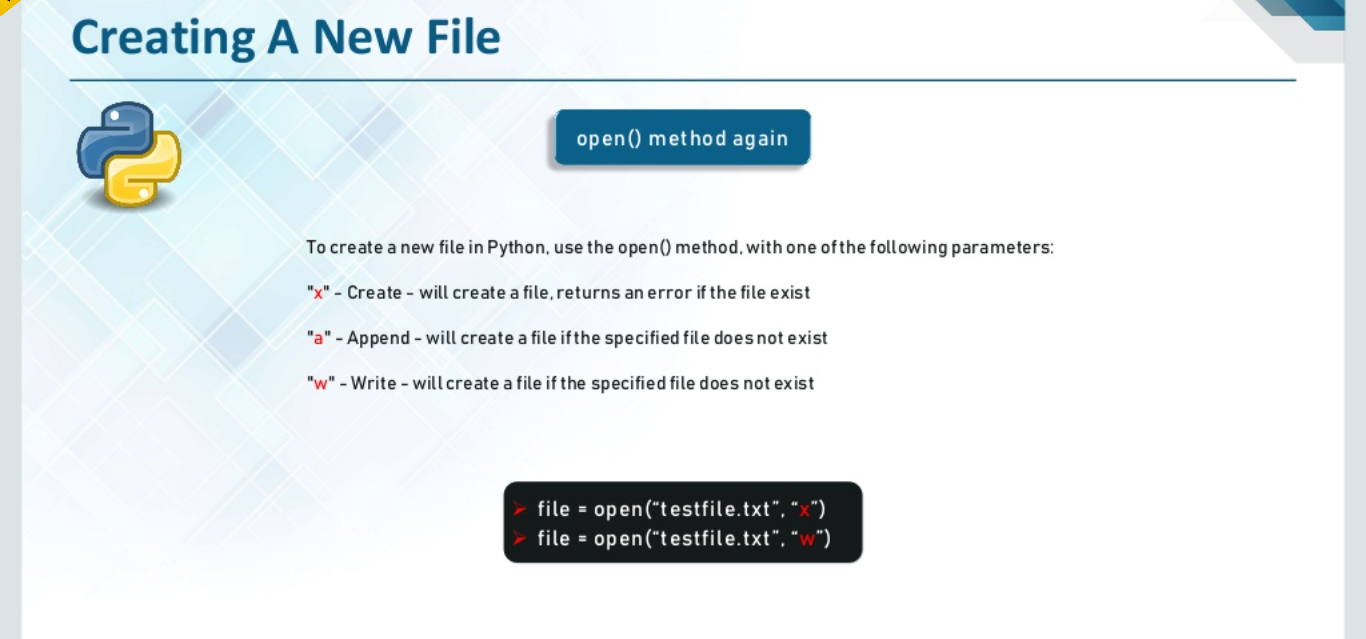 Creating A New File
open() method again
To create a new file in Python, use the open() method, with one of the following parameters:
"x" - Create - will create a file, returns an error if the file exist
"a" - Append - will create a file if the specified file does not exist
"w" - Write - will create a file if the specified file does not exist
➢ file = open(“testfile.txt”, “x”)
➢ file = open(“testfile.txt”, “w”)